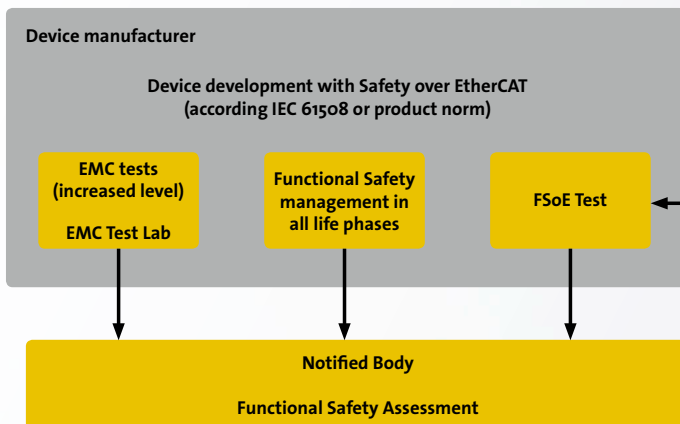 Device manufacturer
Device development with Safety over EtherCAT
(according IEC 61508 or product norm)
EMC tests
(increased level)
EMC Test Lab
Functional Safety
management in
all life phases
FSoE Test
Notified Body
Functional Safety Assessment